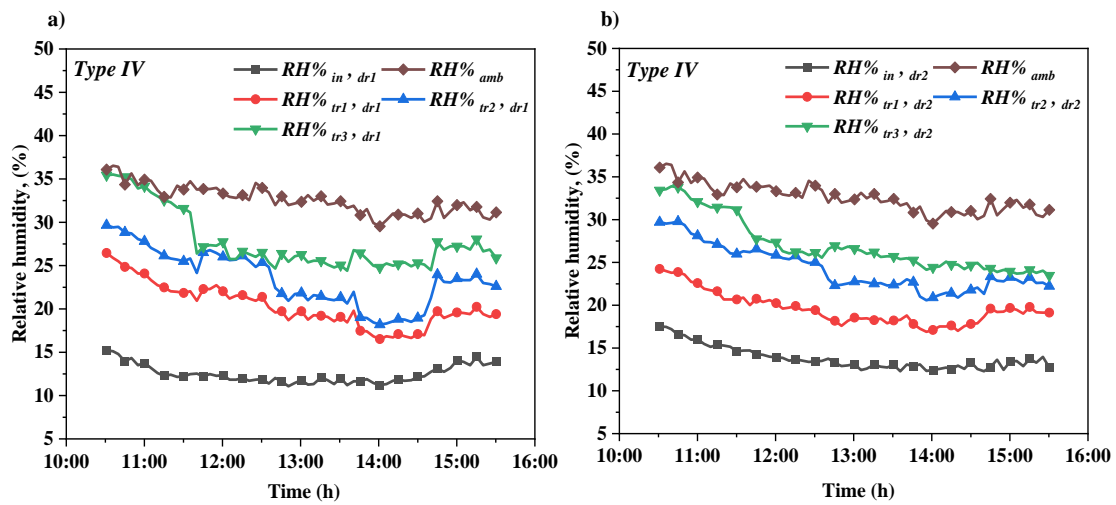 a)
Type IV
RH% in , dr1
RH% amb
RH% tr1 , dr1
RH% tr2 , dr1
RH% tr3 , dr1
Relative humidity, (%)
50
45
40
35
30
25
20
15
10
5
10:00 11:00 12:00 13:00 14:00 15:00 16:00
Time (h)
b)
Type IV
RH% in , dr2
RH% amb
RH% tr1 , dr2
RH% tr2 , dr2
RH% tr3 , dr2
Relative humidity, (%)
50
45
40
35
30
25
20
15
10
5
10:00 11:00 12:00 13:00 14:00 15:00 16:00
Time (h)